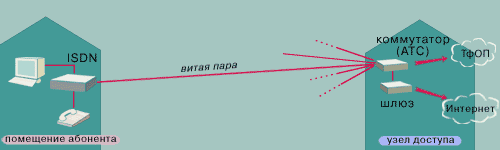 ISDN
витая пара
помещение абонента
коммутатор
(АТС)
ТфОП
шлюз
Интернет
узел доступа